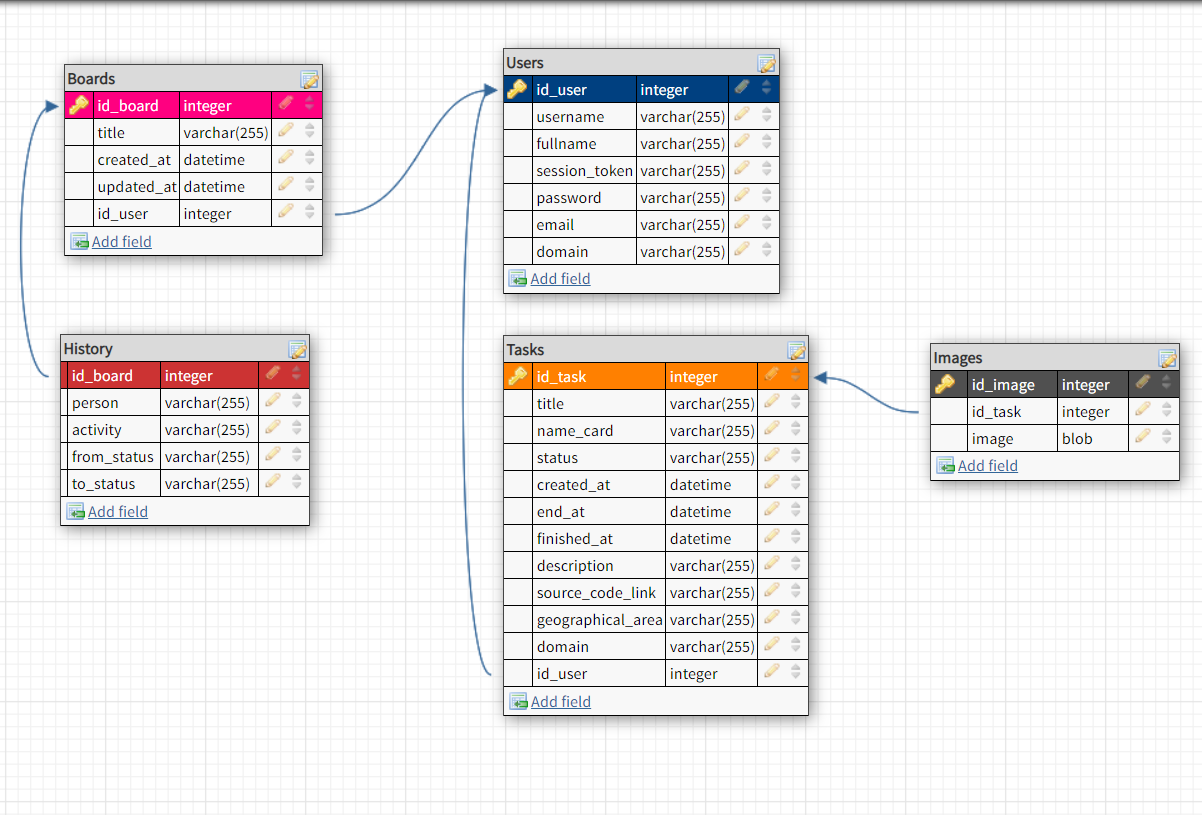 Boards
id_board integer
title varchar(255)
created_at datetime
updated_at datetime
id_user integer
Add field
Users
id_user integer
username varchar(255)
fullname varchar(255)
session_token varchar(255)
password varchar(255)
email varchar(255)
domain varchar(255)
Add field
History
id_board integer
person varchar(255)
activity varchar(255)
from_status varchar(255)
to_status varchar(255)
Add field
Tasks
id_task integer
title varchar(255)
name_card varchar(255)
status varchar(255)
created_at datetime
end_at datetime
finished_at datetime
description varchar(255)
source_code_link varchar(255)
geographical_area varchar(255)
domain varchar(255)
id_user integer
Add field
Images
id_image integer
id_task integer
image blob
Add field